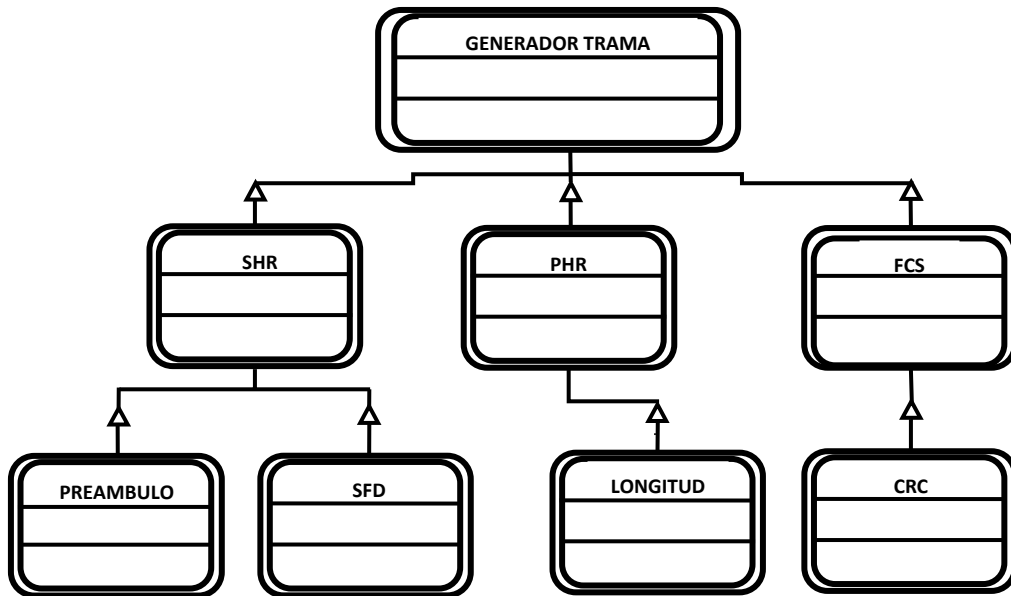 GENERADOR TRAMA
SHR
PHR
FCS
PREAMBULO
SFD
LONGITUD
CRC